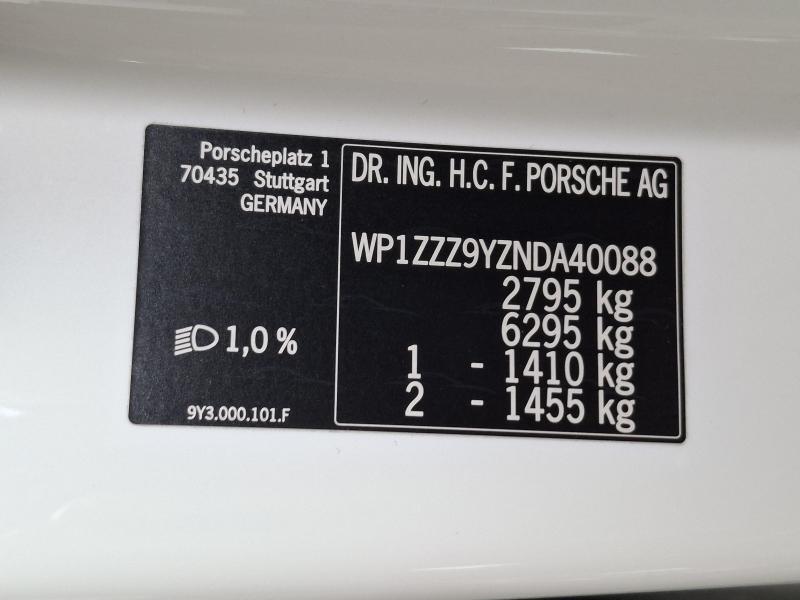 Porscheplatz 1
70435 Stuttgart
GERMANY
1,0 %
9Y3.000.101.F
DR. ING. H.C. F. PORSCHE AG
WP1ZZZ9YZNDA40088
2795 kg
6295 kg
1 - 1410 kg
2 - 1455 kg